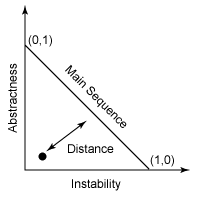 (0,1)
Main Sequence
Abstractness
Distance
(1,0)
Instability